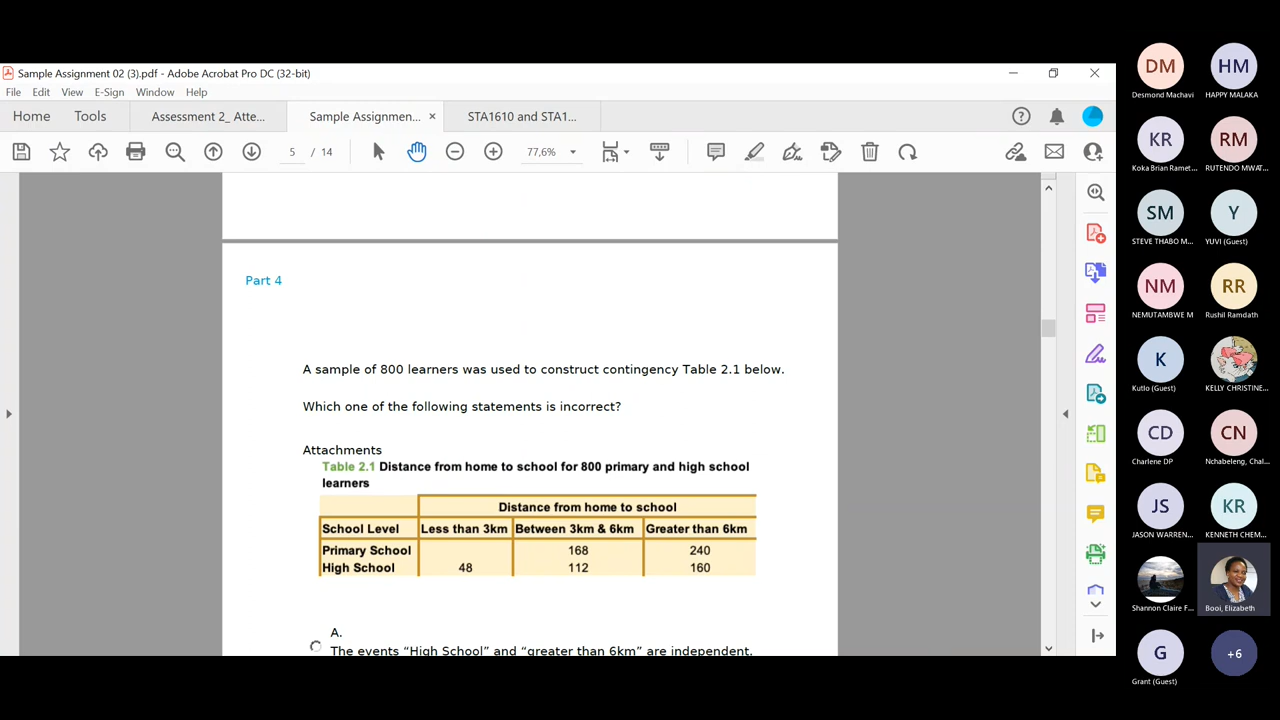 Sample Assignment 02 (3).pdf - Adobe Acrobat Pro DC (32-bit)
File Edit View E-Sign Window Help
Home Tools Assessment 2_ Atte... Sample Assignmen... × STA1610 and STA1...
5 / 14 77,6%
Part 4
A sample of 800 learners was used to construct contingency Table 2.1 below.
Which one of the following statements is incorrect?
Attachments
Table 2.1 Distance from home to school for 800 primary and high school
learners
Distance from home to school
School Level Less than 3km Between 3km & 6km Greater than 6km
Primary School 168 240
High School 48 112 160
A.
The events “High School” and “greater than 6km” are independent.
DM HM
Desmond Machavi HAPPY MALAKA
KR RM
Koka Brian Ramet... RUTENDO MWAT...
SM Y
STEVE THABO M... YUVI (Guest)
NM RR
NEMUTAMBWE M Rushil Ramdath
K
Kutlo (Guest) KELLY CHRISTINE...
CD CN
Charlene DP Nchabeleng, Chal...
JS KR
JASON WARREN... KENNETH CHEM...
Shannon Claire F... Booi, Elizabeth
G +6
Grant (Guest)